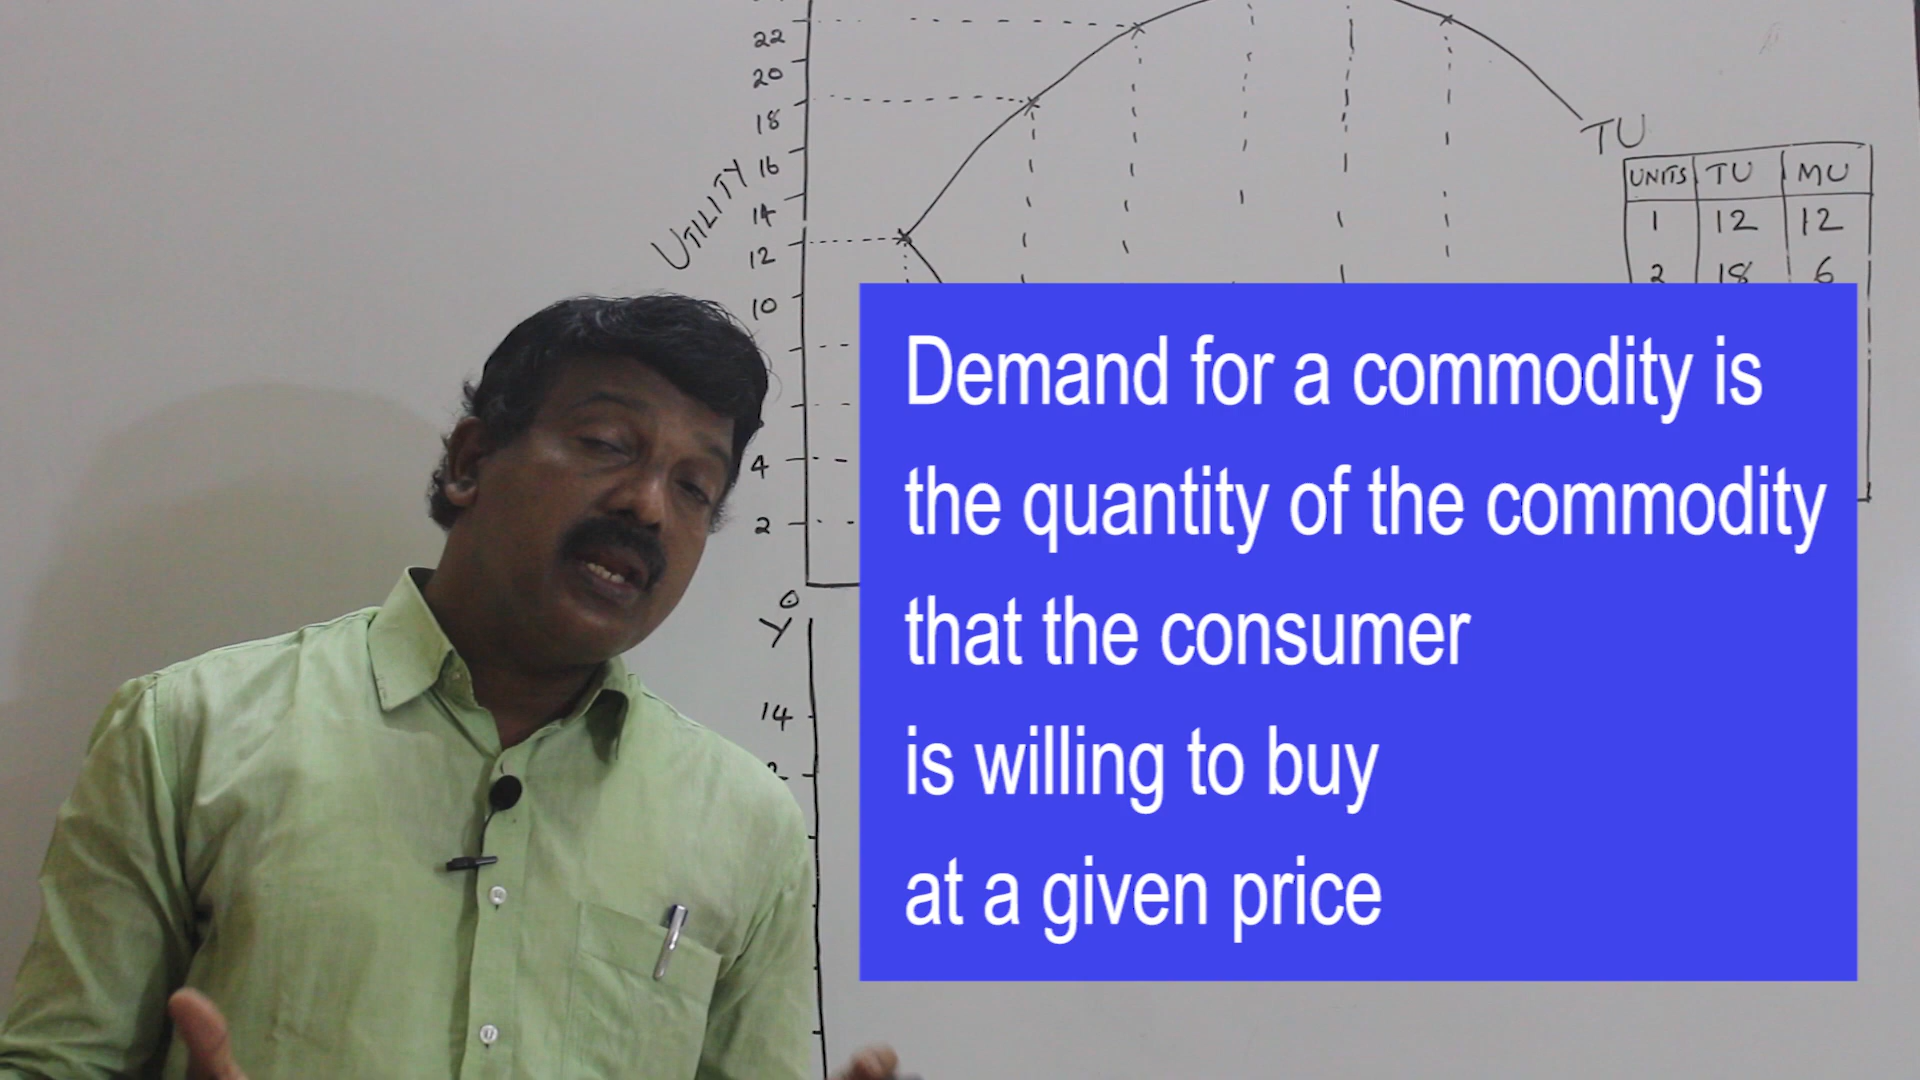 22
20
18
16
14
12
10
4
2
0
UTILITY
TU
UNITS TU MU
1 12 12
2 18 6
Y
14
Demand for a commodity is
the quantity of the commodity
that the consumer
is willing to buy
at a given price